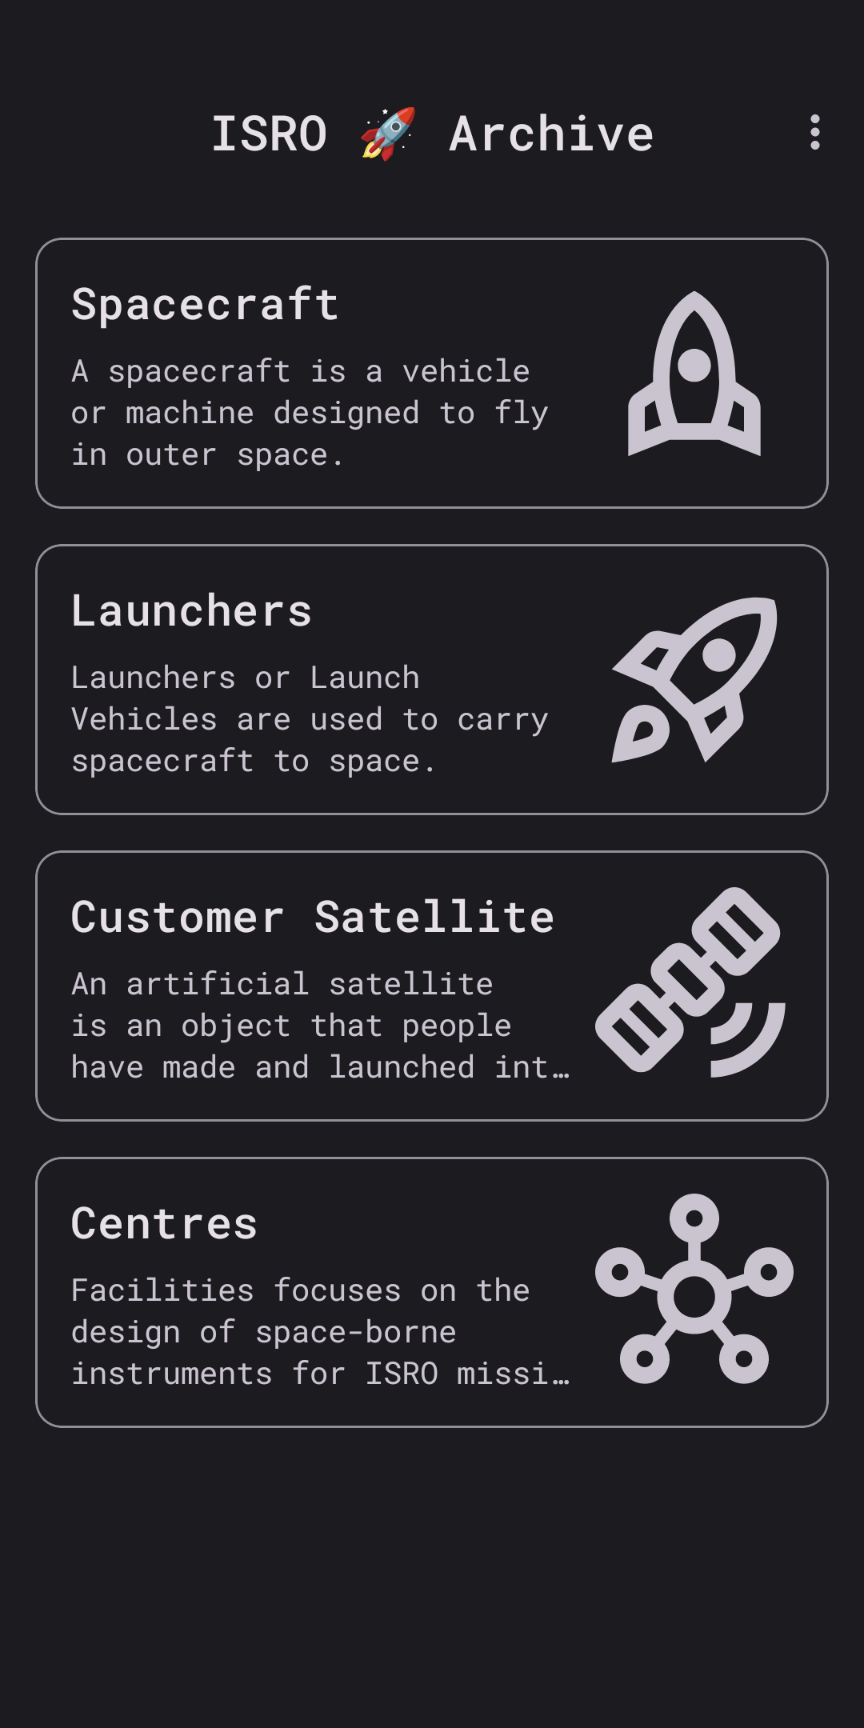 ISRO 🚀 Archive
Spacecraft
A spacecraft is a vehicle
or machine designed to fly
in outer space.
Launchers
Launchers or Launch
Vehicles are used to carry
spacecraft to space.
Customer Satellite
An artificial satellite
is an object that people
have made and launched int…
Centres
Facilities focuses on the
design of space-borne
instruments for ISRO missi…